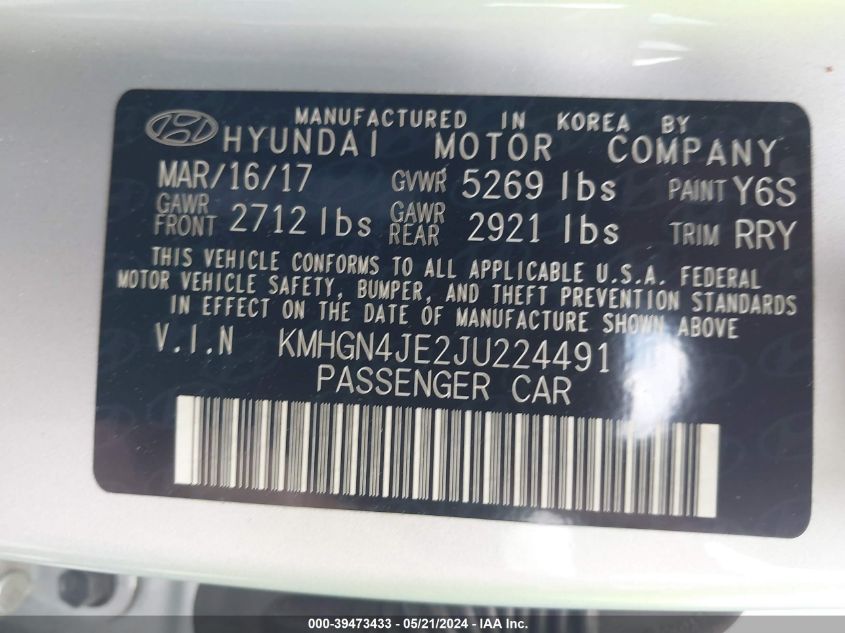 MANUFACTURED IN KOREA BY
HYUNDAI MOTOR COMPANY
MAR/16/17 GVWR 5269 lbs PAINT Y6S
GAWR FRONT 2712 lbs GAWR REAR 2921 lbs TRIM RRY
THIS VEHICLE CONFORMS TO ALL APPLICABLE U.S.A. FEDERAL
MOTOR VEHICLE SAFETY, BUMPER, AND THEFT PREVENTION STANDARDS
IN EFFECT ON THE DATE OF MANUFACTURE SHOWN ABOVE
V.I.N KMHGN4JE2JU224491
PASSENGER CAR
000-39473433 - 05/21/2024 - IAAI Copyright